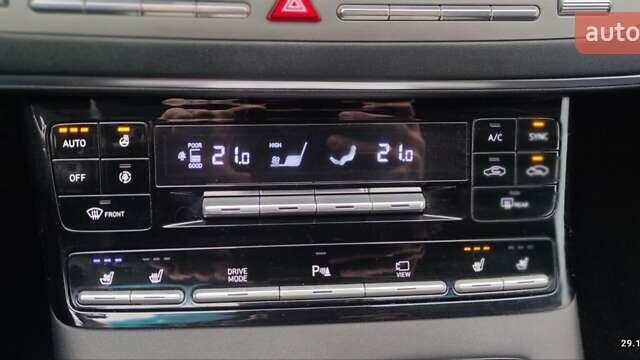 auto
AUTO
OFF
FRONT
POOR
GOOD
21.0
HIGH
21.0
A/C
SYNC
REAR
DRIVE
MODE
P
VIEW
29.1